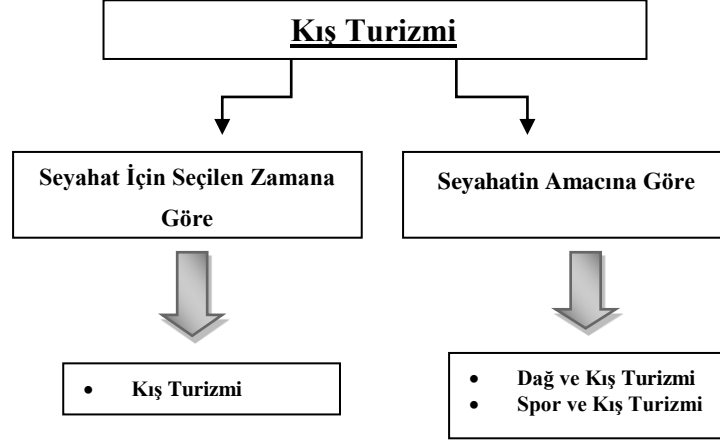 Kış Turizmi
Seyahat İçin Seçilen Zamana
Göre
Seyahatin Amacına Göre
• Kış Turizmi
• Dağ ve Kış Turizmi
• Spor ve Kış Turizmi